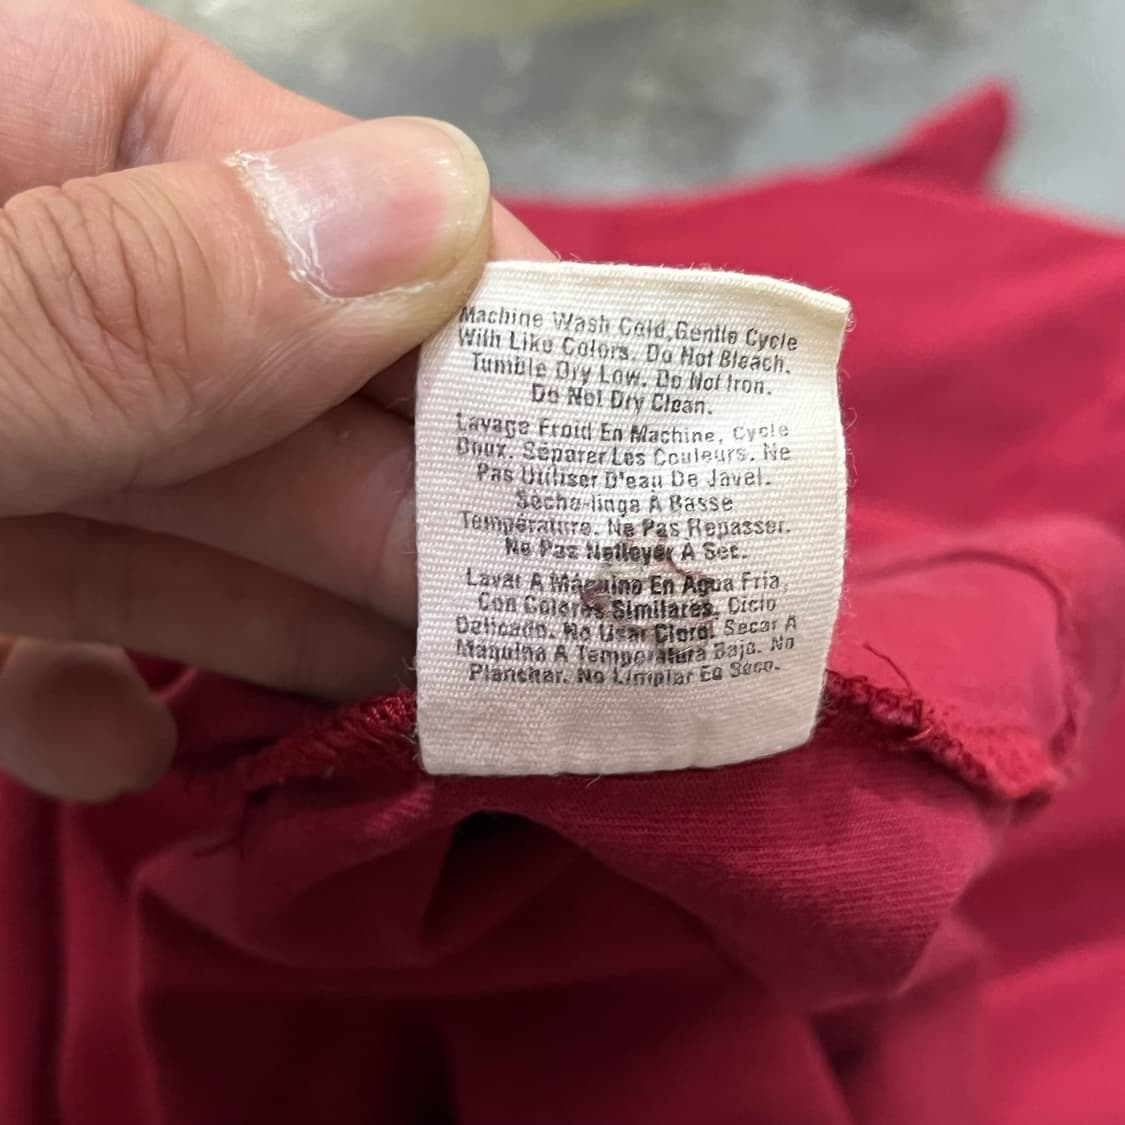 Machine Wash Cold,Gentle Cycle
With Like Colors. Do Not Bleach.
Tumble Dry Low. Do Not Iron.
Do Not Dry Clean.
Lavage Froid En Machine, Cycle
Doux. Séparer Les Couleurs. Ne
Pas Utiliser D'eau De Javel.
Sèche-linge À Basse
Température. Ne Pas Repasser.
Ne Pas Nettoyer A Sec.
Lavar A Máquina En Agua Fria,
Con Colores Similares. Ciclo
Delicado. No Usar Cloro. Secar A
Maquina A Temperatura Baja. No
Planchar. No Limpiar En Seco.